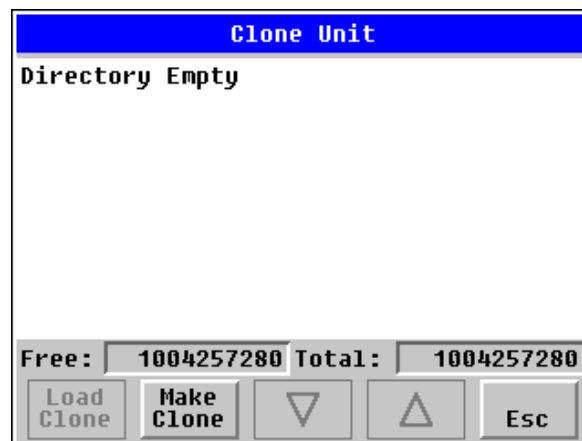 Clone Unit
Directory Empty
Free: 1004257280 Total: 1004257280
Load Clone
Make Clone
Esc